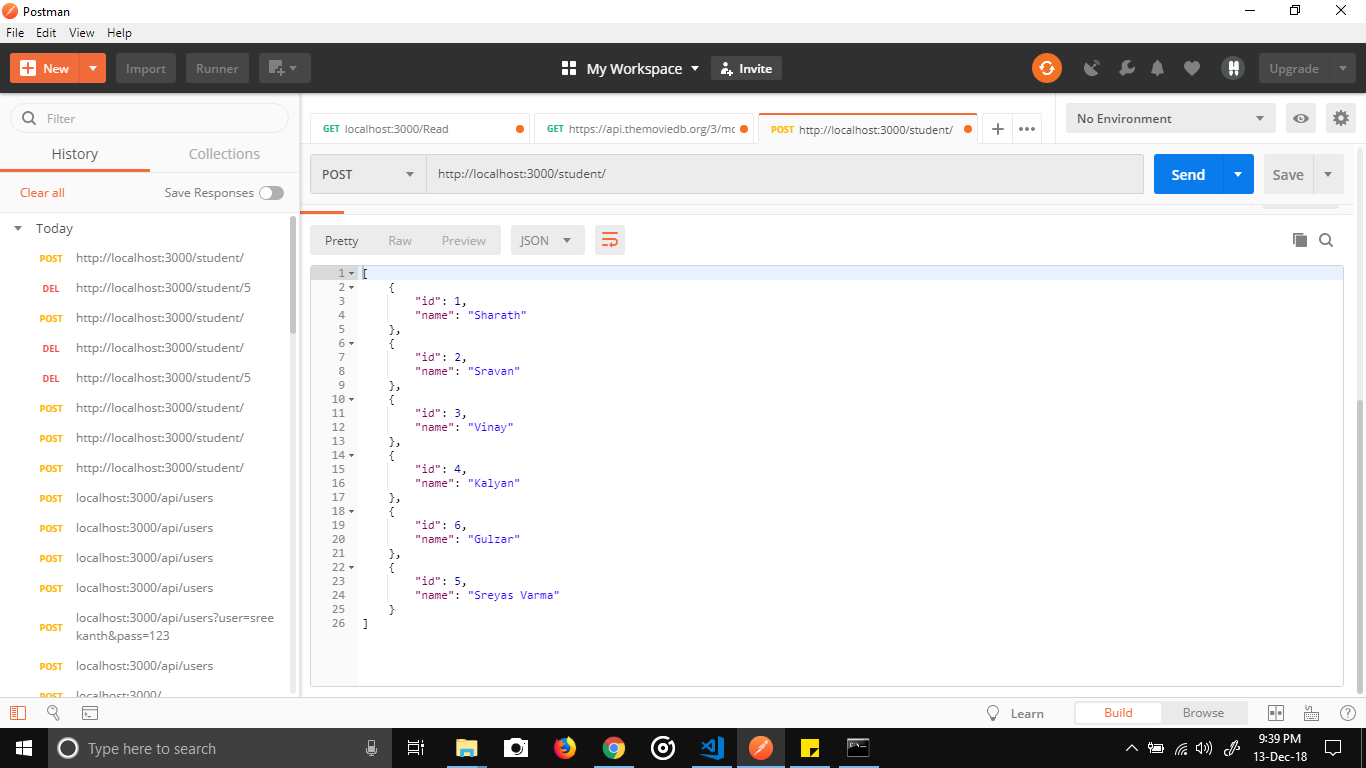 Postman
File Edit View Help
New Import Runner My Workspace Invite Upgrade
Filter
History Collections
Clear all Save Responses
Today
POST http://localhost:3000/student/
DEL http://localhost:3000/student/5
POST http://localhost:3000/student/
DEL http://localhost:3000/student/
DEL http://localhost:3000/student/5
POST http://localhost:3000/student/
POST http://localhost:3000/student/
POST http://localhost:3000/student/
POST localhost:3000/api/users
POST localhost:3000/api/users
POST localhost:3000/api/users
POST localhost:3000/api/users
POST localhost:3000/api/users?user=sree
kanth&pass=123
POST localhost:3000/api/users
POST localhost:3000/
GET localhost:3000/Read GET https://api.themoviedb.org/3/mc POST http://localhost:3000/student/ + ••• No Environment
POST http://localhost:3000/student/ Send Save
Pretty Raw Preview JSON
1 [
2 {
3 "id": 1,
4 "name": "Sharath"
5 },
6 {
7 "id": 2,
8 "name": "Sravan"
9 },
10 {
11 "id": 3,
12 "name": "Vinay"
13 },
14 {
15 "id": 4,
16 "name": "Kalyan"
17 },
18 {
19 "id": 6,
20 "name": "Gulzar"
21 },
22 {
23 "id": 5,
24 "name": "Sreyas Varma"
25 }
26 ]
Learn Build Browse
Type here to search
9:39 PM
13-Dec-18